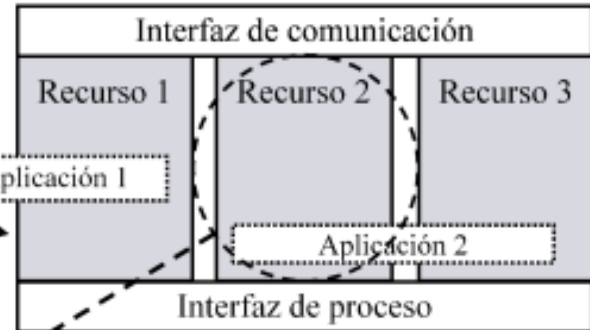 Interfaz de comunicación
Recurso 1 Recurso 2 Recurso 3
plicación 1
Aplicación 2
Interfaz de proceso